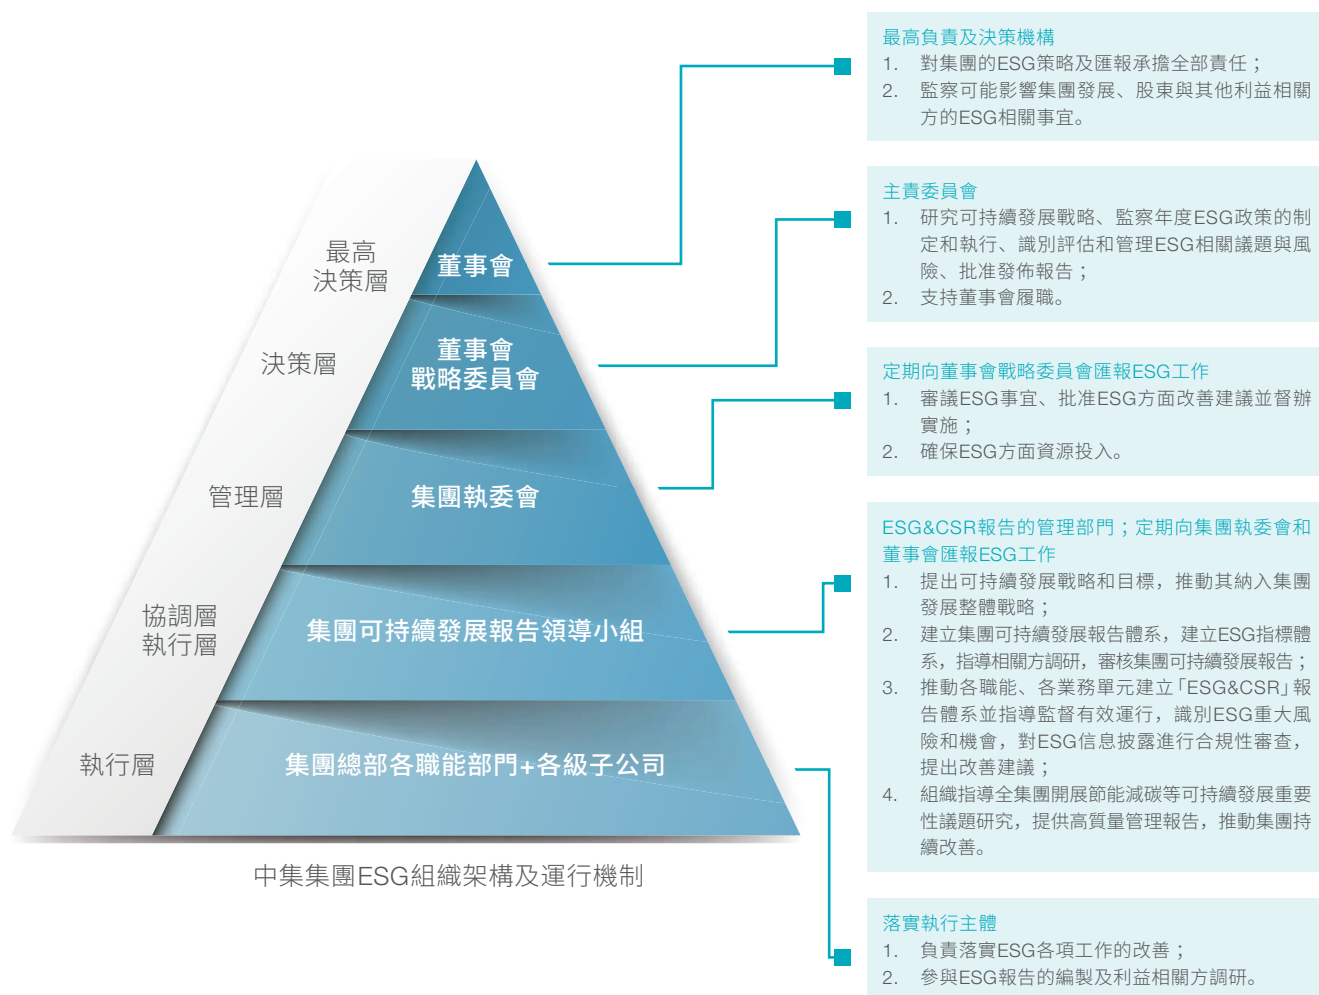 最高負責及決策機構
1. 對集團的ESG策略及匯報承擔全部責任；
2. 監察可能影響集團發展、股東與其他利益相關
方的ESG相關事宜。
主責委員會
1. 研究可持續發展戰略、監察年度ESG政策的制
定和執行、識別評估和管理ESG相關議題與風
險、批准發佈報告；
2. 支持董事會履職。
定期向董事會戰略委員會匯報ESG工作
1. 審議ESG事宜、批准ESG方面改善建議並督辦
實施；
2. 確保ESG方面資源投入。
ESG&CSR報告的管理部門；定期向集團執委會和
董事會匯報ESG工作
1. 提出可持續發展戰略和目標，推動其納入集團
發展整體戰略；
2. 建立集團可持續發展報告體系，建立ESG指標體
系，指導相關方調研，審核集團可持續發展報告；
3. 推動各職能、各業務單元建立「ESG&CSR」報
告體系並指導監督有效運行，識別ESG重大風
險和機會，對ESG信息披露進行合規性審查，
提出改善建議；
4. 組織指導全集團開展節能減碳等可持續發展重要
性議題研究，提供高質量管理報告，推動集團持
續改善。
落實執行主體
1. 負責落實ESG各項工作的改善；
2. 參與ESG報告的編製及利益相關方調研。
最高
決策層
董事會
決策層
董事會
戰略委員會
管理層
集團執委會
協調層
執行層
集團可持續發展報告領導小組
執行層
集團總部各職能部門+各級子公司
中集集團ESG組織架構及運行機制